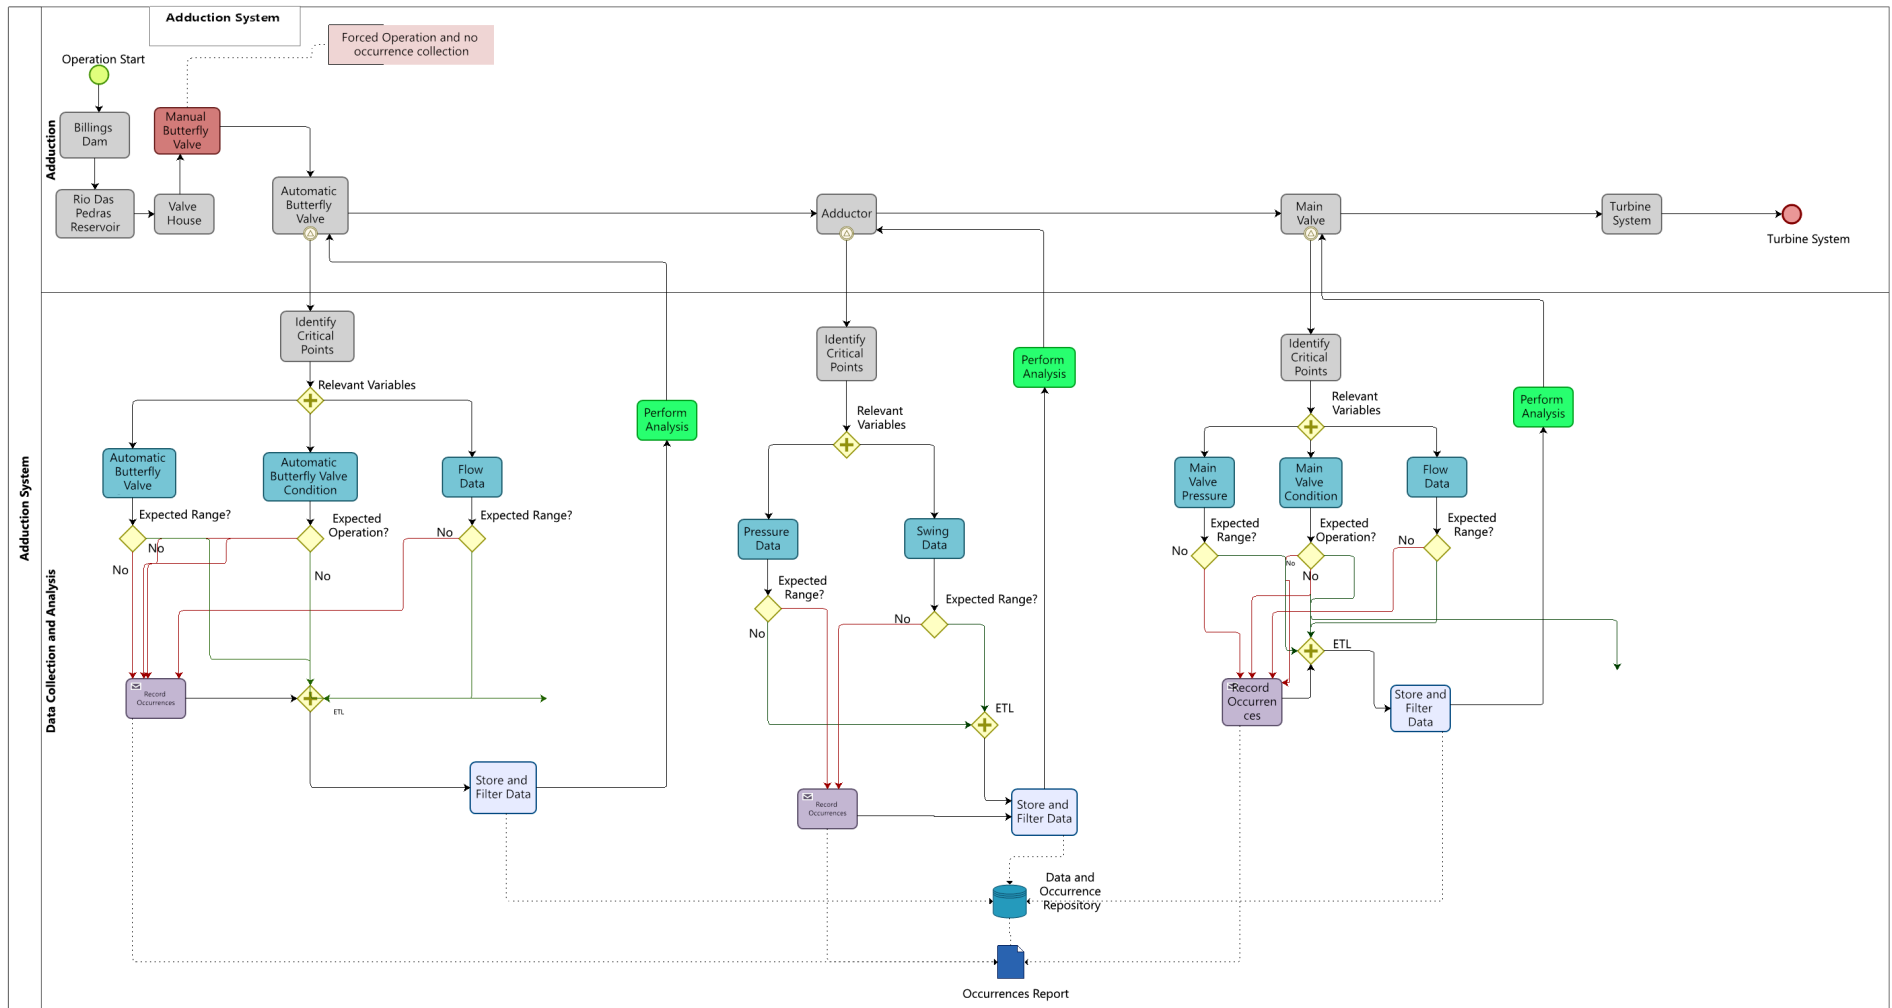 Adduction System
Forced Operation and no
occurrence collection
Operation Start
Billings
Dam
Manual
Butterfly
Valve
Adduction
Rio Das
Pedras
Reservoir
Valve
House
Automatic
Butterfly
Valve
Adductor
Main
Valve
Turbine
System
Turbine System
Adduction System
Data Collection and Analysis
Identify
Critical
Points
Relevant Variables
Automatic
Butterfly
Valve
Automatic
Butterfly Valve
Condition
Flow
Data
Expected Range?
Expected
Operation?
Expected Range?
No
No
No
No
Record
Occurrences
ETL
Store and
Filter Data
Perform
Analysis
Identify
Critical
Points
Relevant
Variables
Pressure
Data
Swing
Data
Expected
Range?
Expected Range?
No
No
ETL
Record
Occurrences
Store and
Filter Data
Perform
Analysis
Identify
Critical
Points
Relevant
Variables
Main
Valve
Pressure
Main
Valve
Condition
Flow
Data
Expected
Range?
Expected
Operation?
Expected
Range?
No
No
No
No
ETL
Record
Occurren
ces
Store and
Filter
Data
Perform
Analysis
Data and
Occurrence
Repository
Occurrences Report